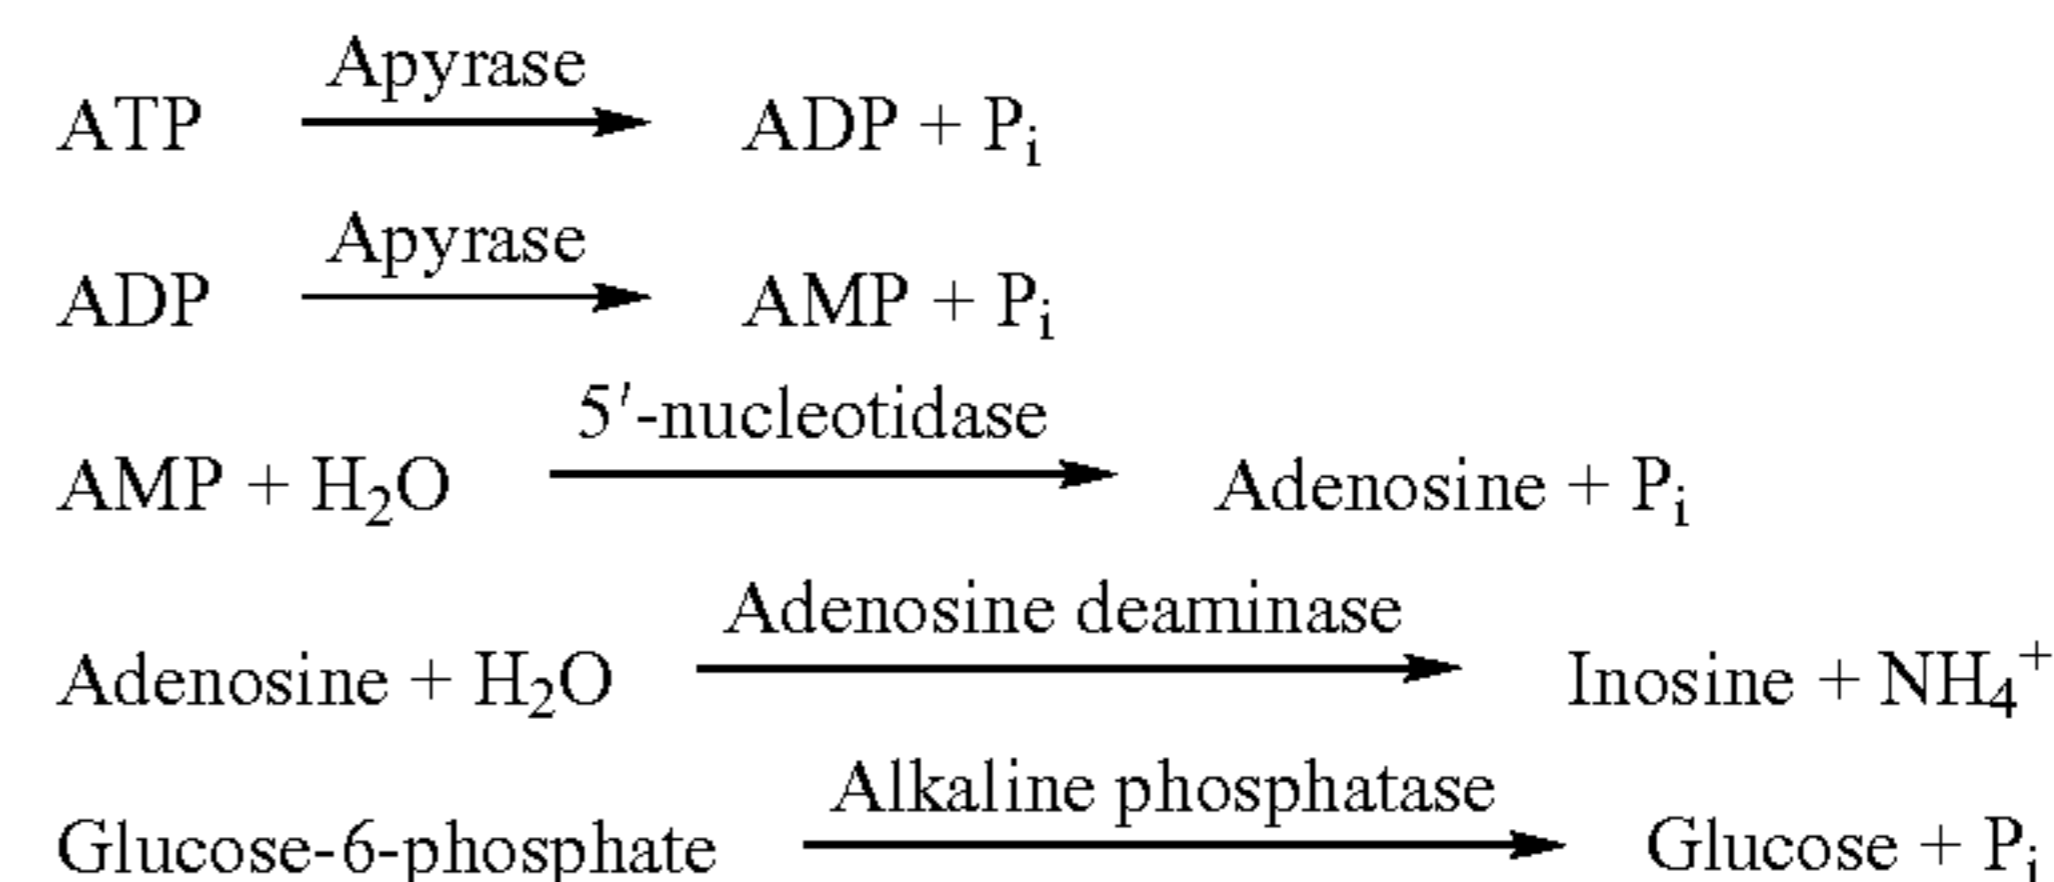 Apyrase
ATP ⟶ ADP + Pᵢ
Apyrase
ADP ⟶ AMP + Pᵢ
5′-nucleotidase
AMP + H₂O ⟶ Adenosine + Pᵢ
Adenosine deaminase
Adenosine + H₂O ⟶ Inosine + NH₄⁺
Alkaline phosphatase
Glucose-6-phosphate ⟶ Glucose + Pᵢ